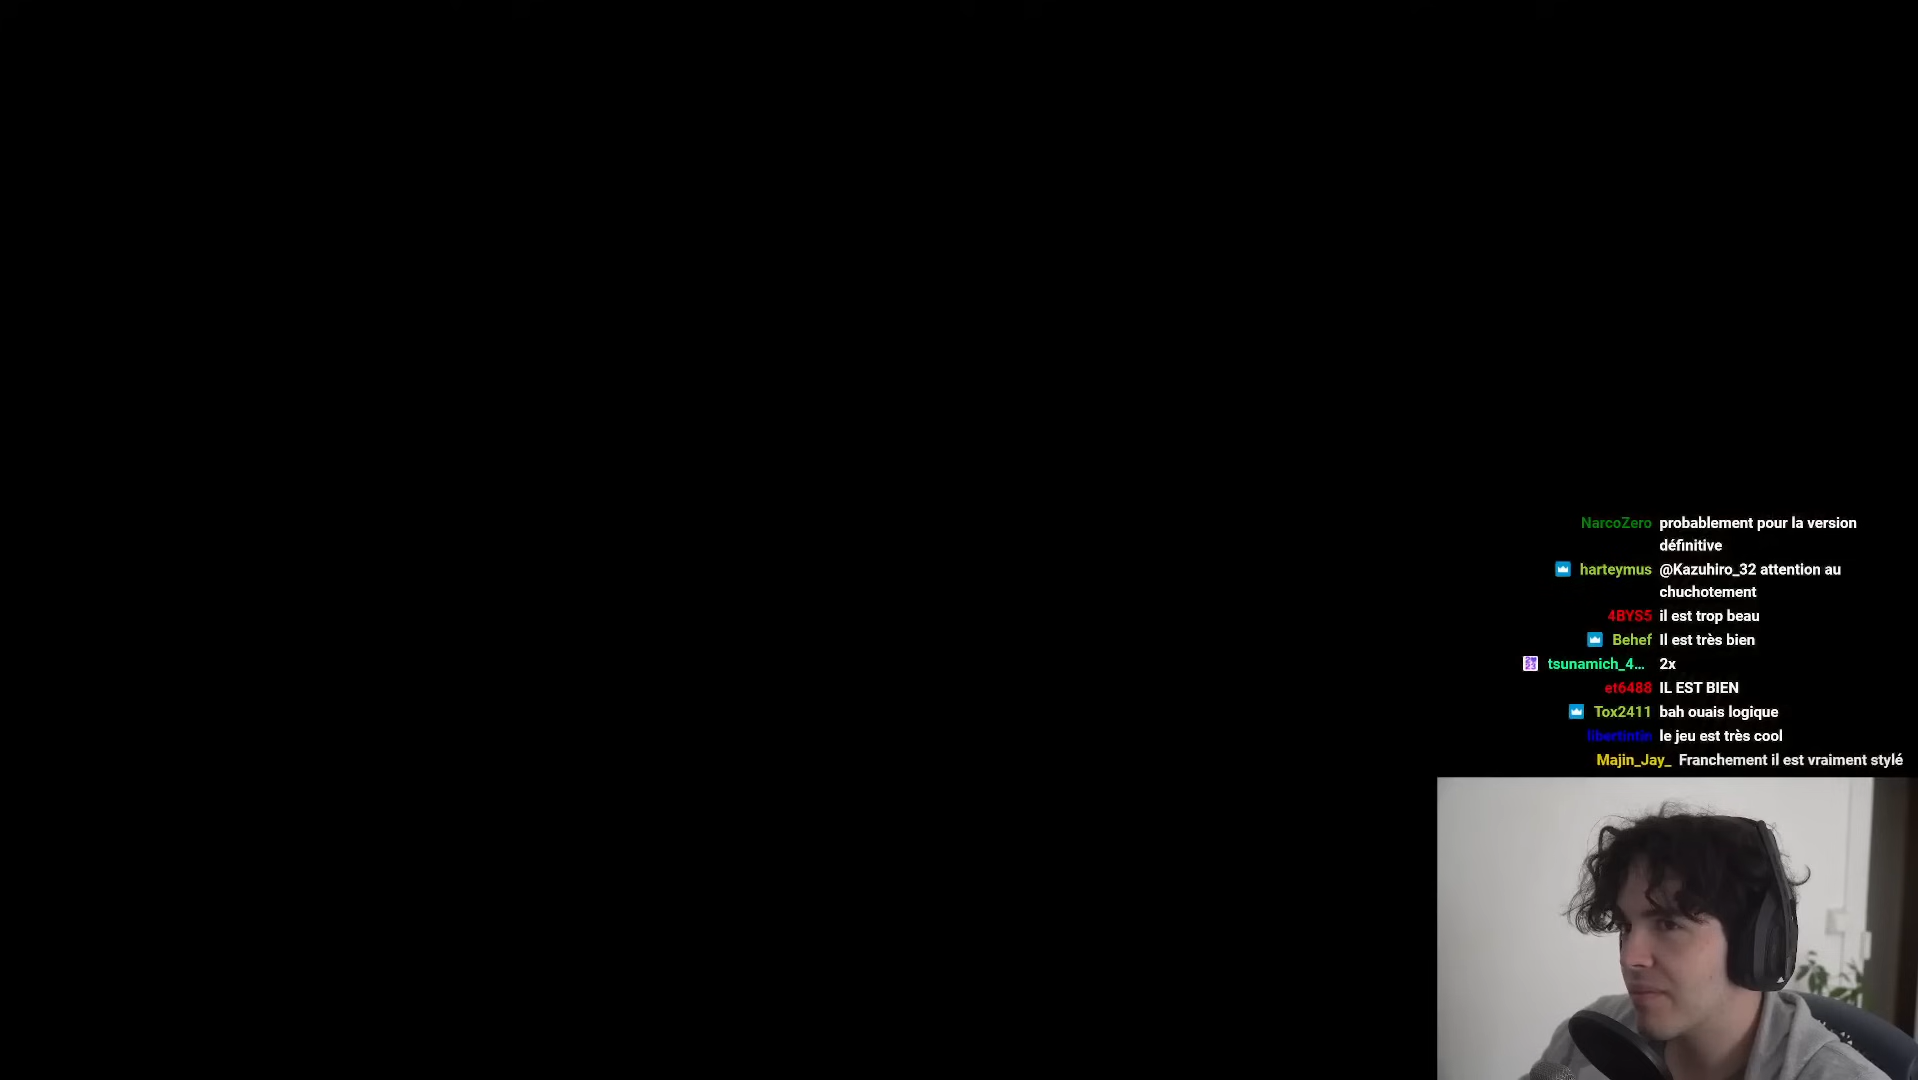 NarcoZero probablement pour la version
définitive
harteymus @Kazuhiro_32 attention au
chuchotement
4BYS5 il est trop beau
Behef Il est très bien
tsunamich_4... 2x
et6488 IL EST BIEN
Tox2411 bah ouais logique
libertintin le jeu est très cool
Majin_Jay_ Franchement il est vraiment stylé